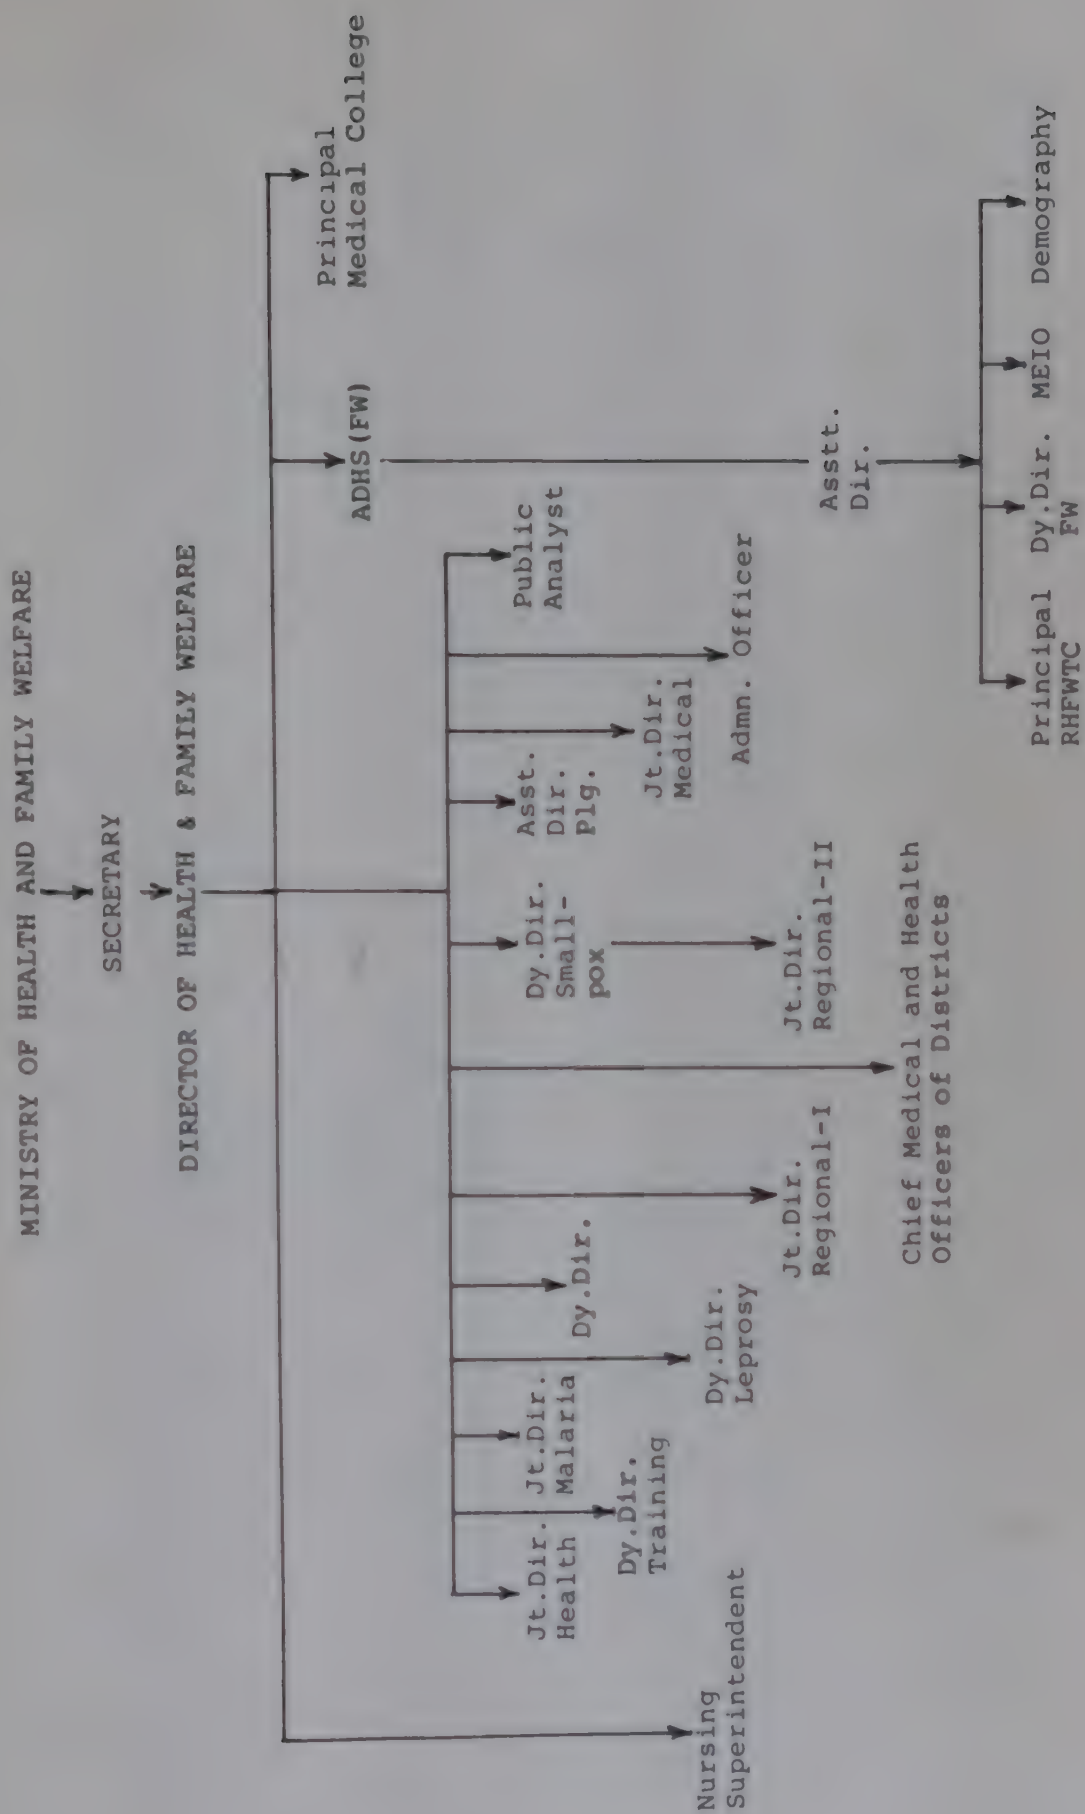 MINISTRY OF HEALTH AND FAMILY WELFARE
SECRETARY
DIRECTOR OF HEALTH & FAMILY WELFARE
Nursing
Superintendent
ADHS(FW)
Principal
Medical College
Jt.Dir.
Health
Dy.Dir.
Training
Jt.Dir.
Malaria
Dy.Dir.
Leprosy
Dy.Dir.
Jt.Dir.
Regional-I
Chief Medical and Health
Officers of Districts
Dy.Dir.
Small-
pox
Jt.Dir.
Regional-II
Asst.
Dir.
Plg.
Jt.Dir.
Medical
Admn. Officer
Public
Analyst
Asstt.
Dir.
Principal
RHFWTC
Dy.Dir.
FW
MEIO
Demography